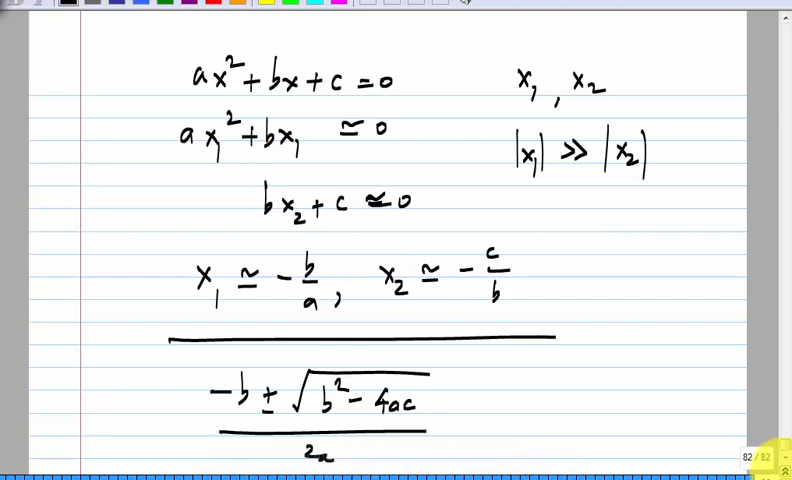 ax² + bx + c = 0    x₁, x₂
ax₁² + bx₁ ≃ 0    |x₁| ≫ |x₂|
bx₂ + c ≃ 0
x₁ ≃ - b/a, x₂ ≃ - c/b
-b ± √(b² - 4ac)
2a
82 / 82